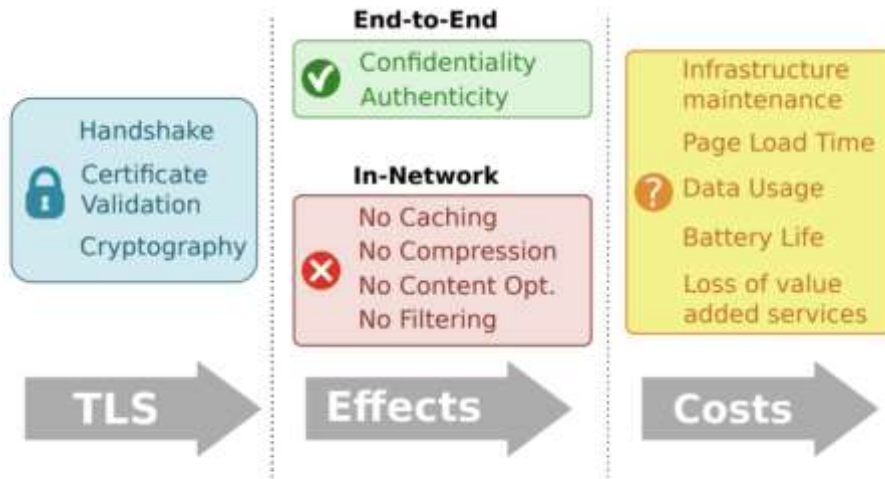 Handshake
Certificate
Validation
Cryptography
TLS
End-to-End
Confidentiality
Authenticity
In-Network
No Caching
No Compression
No Content Opt.
No Filtering
Effects
Infrastructure
maintenance
Page Load Time
?
Data Usage
Battery Life
Loss of value
added services
Costs